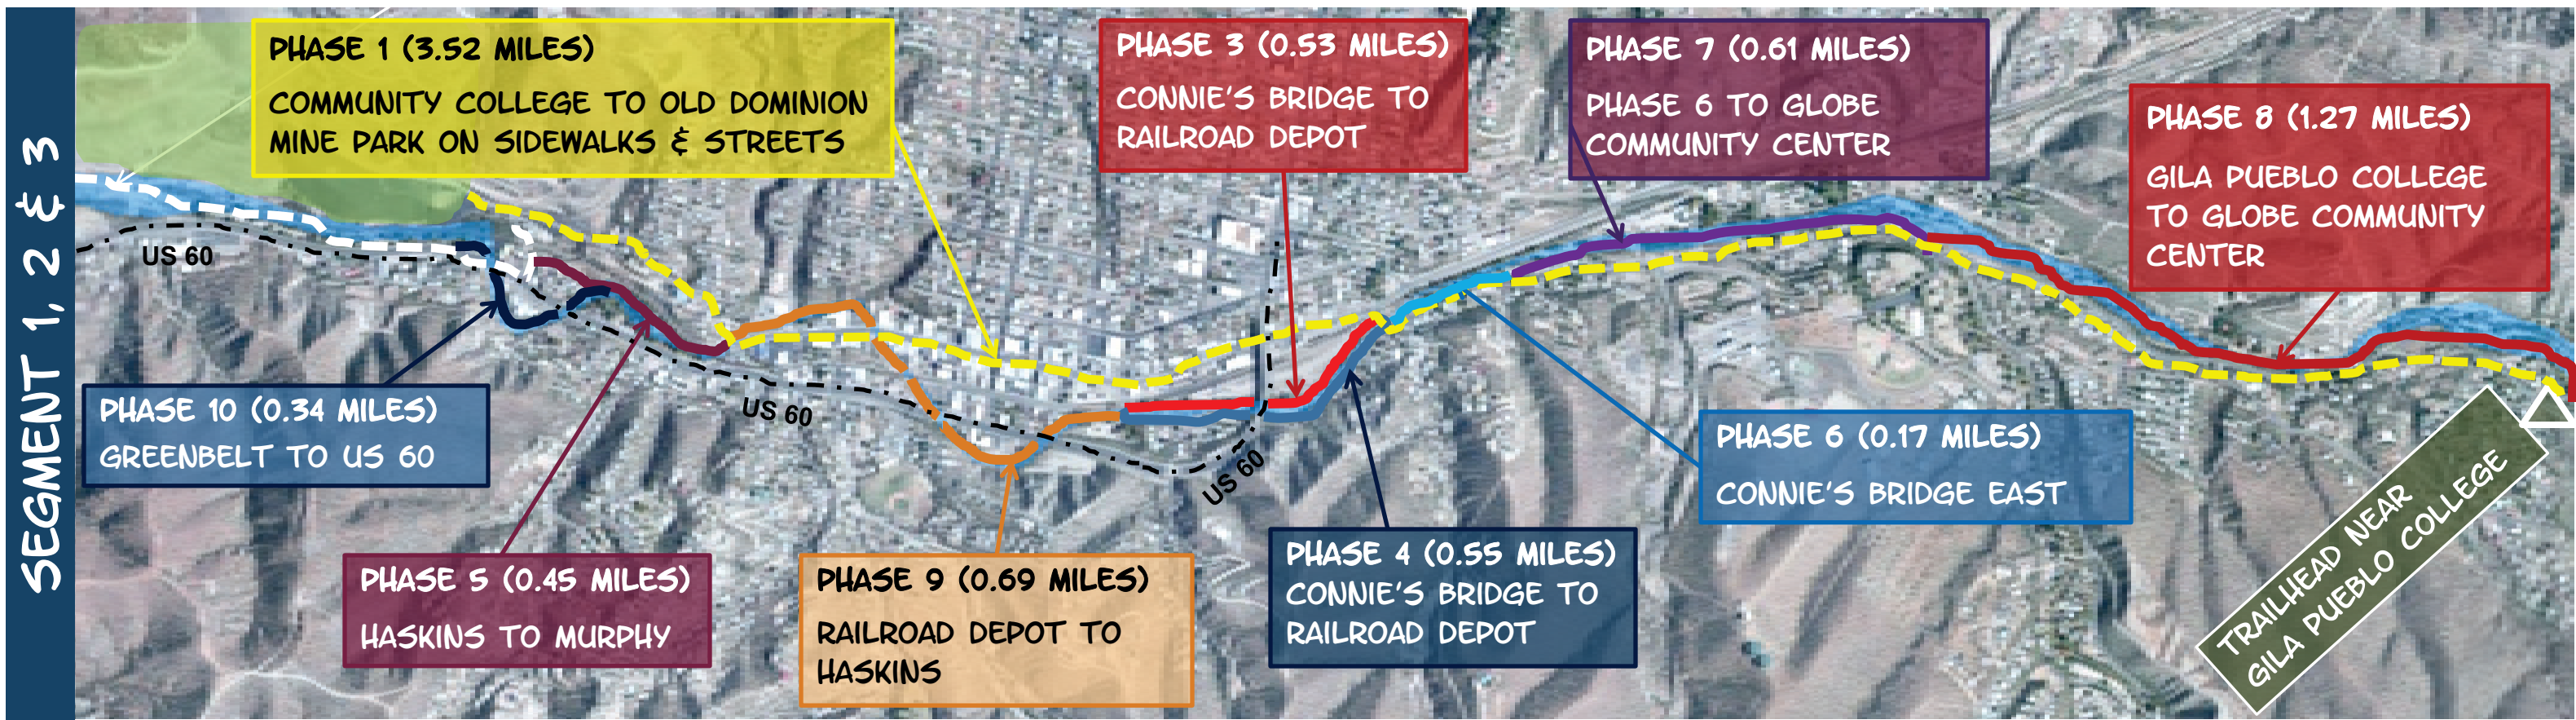 SEGMENT 1, 2 & 3
PHASE 1 (3.52 MILES)
COMMUNITY COLLEGE TO OLD DOMINION
MINE PARK ON SIDEWALKS & STREETS
PHASE 3 (0.53 MILES)
CONNIE'S BRIDGE TO
RAILROAD DEPOT
PHASE 7 (0.61 MILES)
PHASE 6 TO GLOBE
COMMUNITY CENTER
PHASE 8 (1.27 MILES)
GILA PUEBLO COLLEGE
TO GLOBE COMMUNITY
CENTER
US 60
US 60
US 60
PHASE 10 (0.34 MILES)
GREENBELT TO US 60
PHASE 6 (0.17 MILES)
CONNIE'S BRIDGE EAST
PHASE 5 (0.45 MILES)
HASKINS TO MURPHY
PHASE 9 (0.69 MILES)
RAILROAD DEPOT TO
HASKINS
PHASE 4 (0.55 MILES)
CONNIE'S BRIDGE TO
RAILROAD DEPOT
TRAILHEAD NEAR
GILA PUEBLO COLLEGE